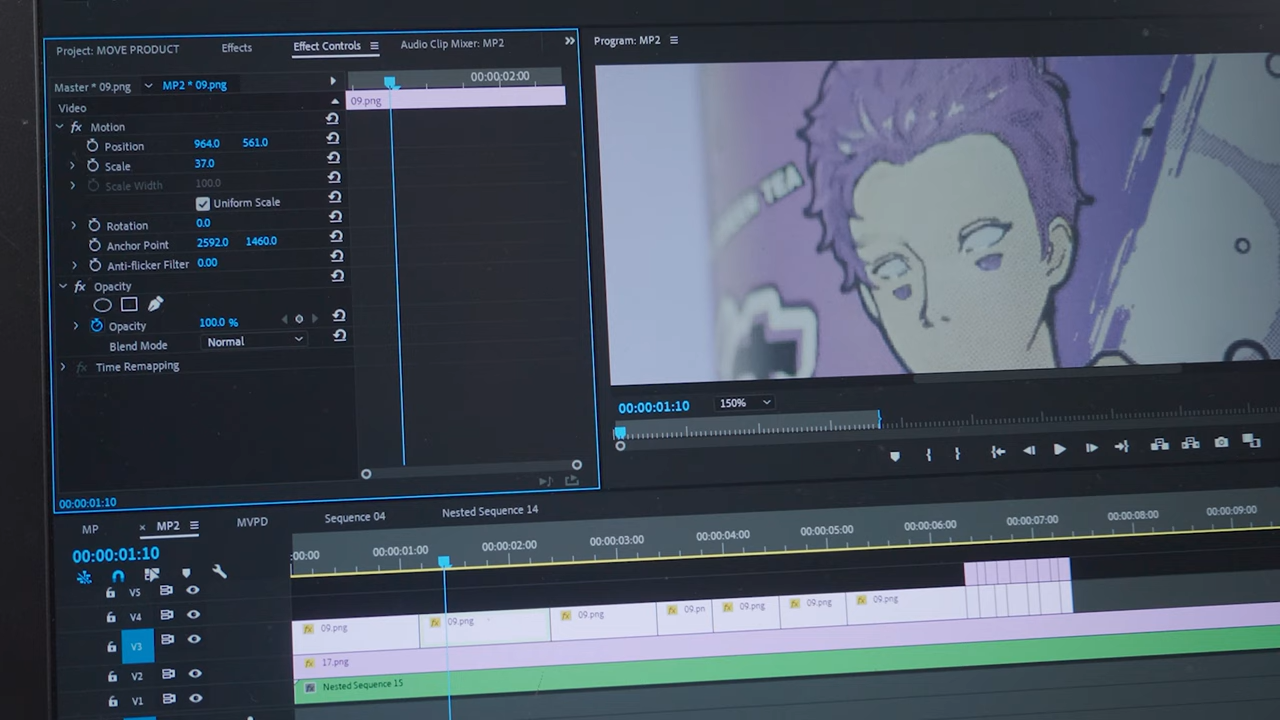 Project: MOVE PRODUCT
Effects
Effect Controls
Audio Clip Mixer: MP2
Program: MP2
Master * 09.png
MP2 * 09.png
00:00:02:00
Video
09.png
Motion
Position 964.0 561.0
Scale 37.0
Scale Width 100.0
Uniform Scale
Rotation 0.0
Anchor Point 2592.0 1460.0
Anti-flicker Filter 0.00
Opacity
Opacity 100.0 %
Blend Mode Normal
Time Remapping
00:00:01:10
TEA
00:00:01:10
150%
MP
MP2
MVPD
Sequence 04
Nested Sequence 14
00:00:01:10
:00:00
00:00:01:00
00:00:02:00
00:00:03:00
00:00:04:00
00:00:05:00
00:00:06:00
00:00:07:00
00:00:08:00
00:00:09:00
V5
V4
09.png
09.png
09.png
09.pn
09.png
09.png
09.png
V3
17.png
V2
Nested Sequence 15
V1